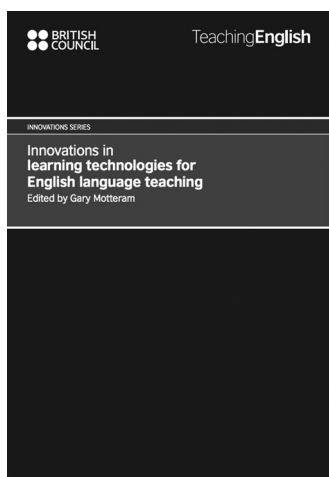 BRITISH
COUNCIL
TeachingEnglish
INNOVATIONS SERIES
Innovations in
learning technologies for
English language teaching
Edited by Gary Motteram